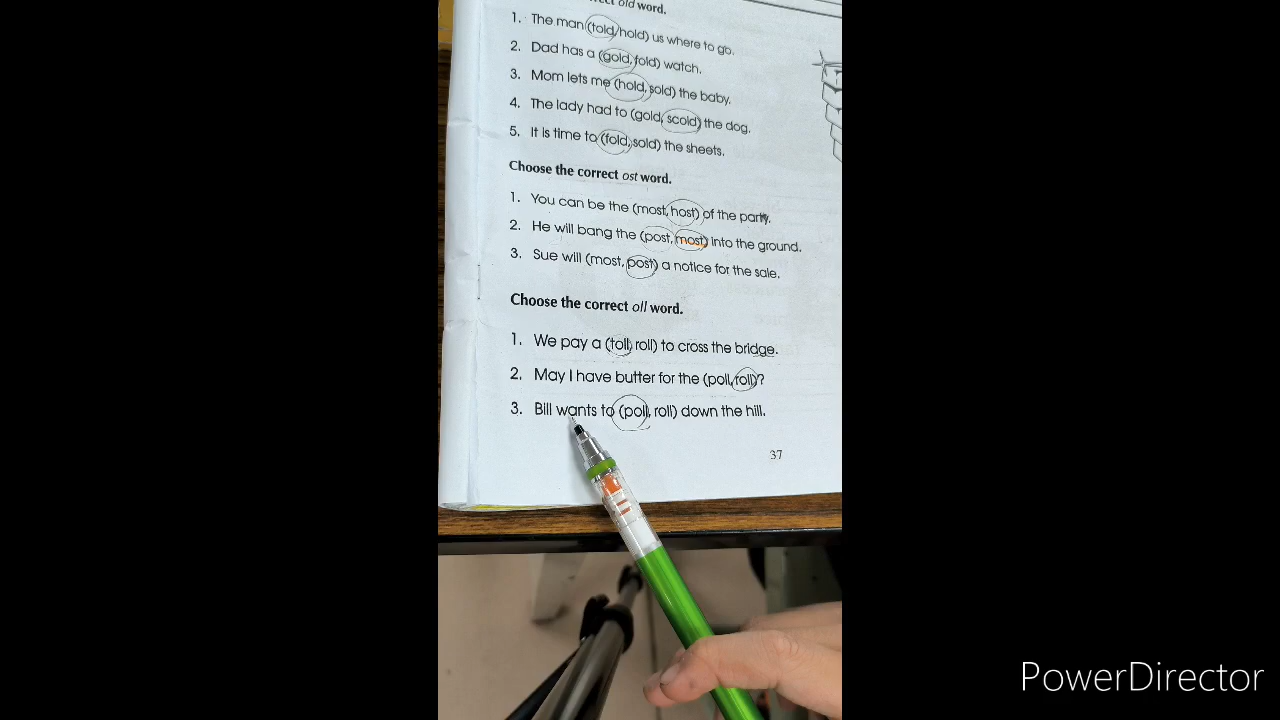 old word.
1. The man (told/hold) us where to go.
2. Dad has a (gold, fold) watch.
3. Mom lets me (hold, sold) the baby.
4. The lady had to (gold, scold) the dog.
5. It is time to (fold, sold) the sheets.
Choose the correct ost word.
1. You can be the (most, host) of the party.
2. He will bang the (post, most) into the ground.
3. Sue will (most, post) a notice for the sale.
Choose the correct oll word.
1. We pay a (toll, roll) to cross the bridge.
2. May I have butter for the (poll, roll)?
3. Bill wants to (poll, roll) down the hill.
37
PowerDirector